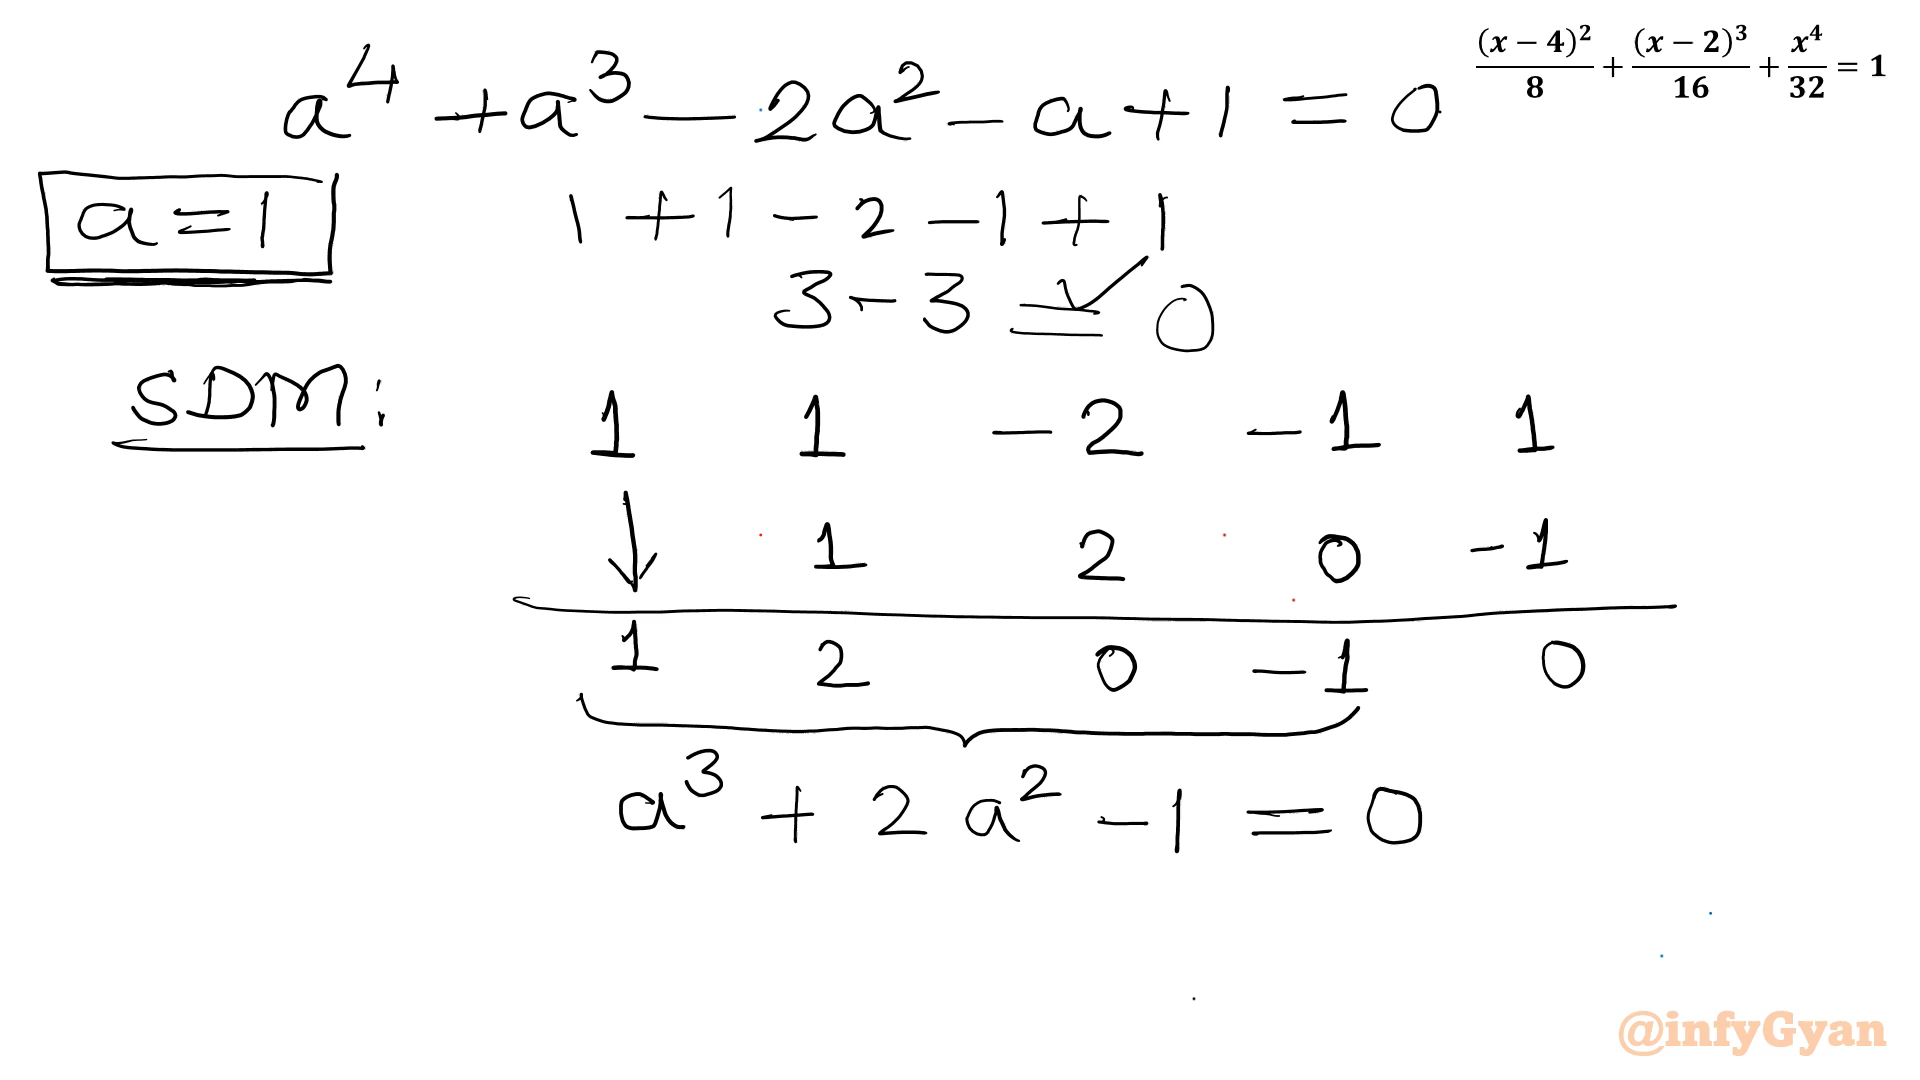 a⁴ + a³ − 2a² − a + 1 = 0
(x − 4)²/8 + (x − 2)³/16 + x⁴/32 = 1
a = 1
1 + 1 − 2 − 1 + 1
3 − 3 = 0
SDM:
1 1 −2 −1 1
↓ 1 2 0 −1
1 2 0 −1 0
a³ + 2a² − 1 = 0
@infyGyan